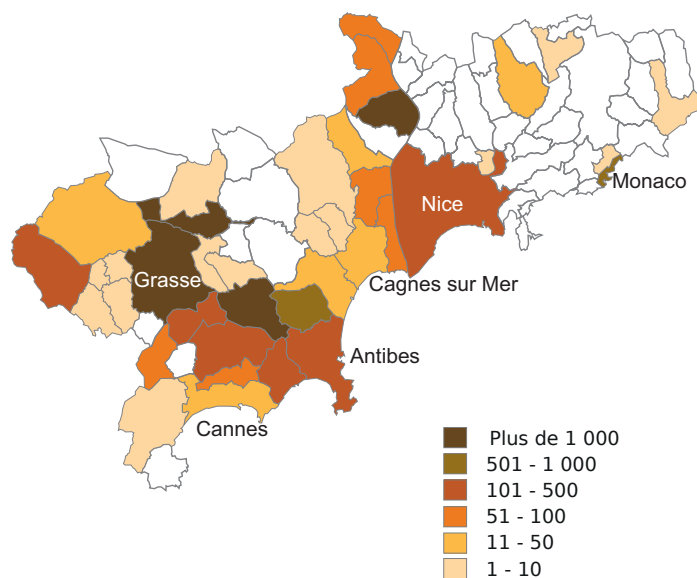 Monaco
Nice
Grasse
Cagnes sur Mer
Antibes
Cannes
Plus de 1 000
501 - 1 000
101 - 500
51 - 100
11 - 50
1 - 10